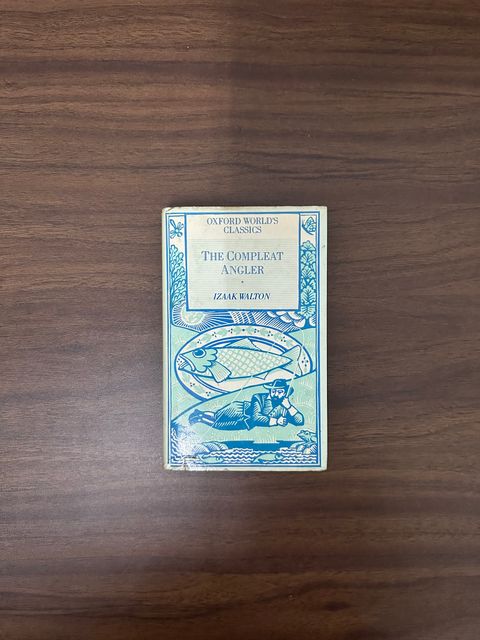 OXFORD WORLD'S
CLASSICS
THE COMPLEAT
ANGLER
IZAAK WALTON